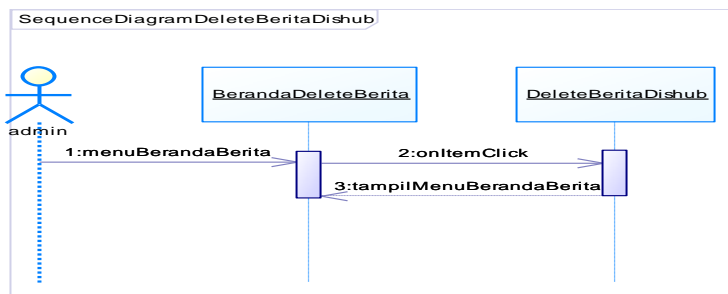 SequenceDiagramDeleteBeritaDishub
BerandaDeleteBerita
DeleteBeritaDishub
admin
1:menuBerandaBerita
2:onItemClick
3:tampilMenuBerandaBerita